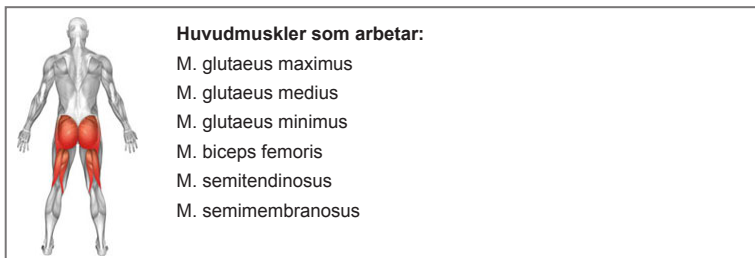 Huvudmuskler som arbetar:
M. glutaeus maximus
M. glutaeus medius
M. glutaeus minimus
M. biceps femoris
M. semitendinosus
M. semimembranosus